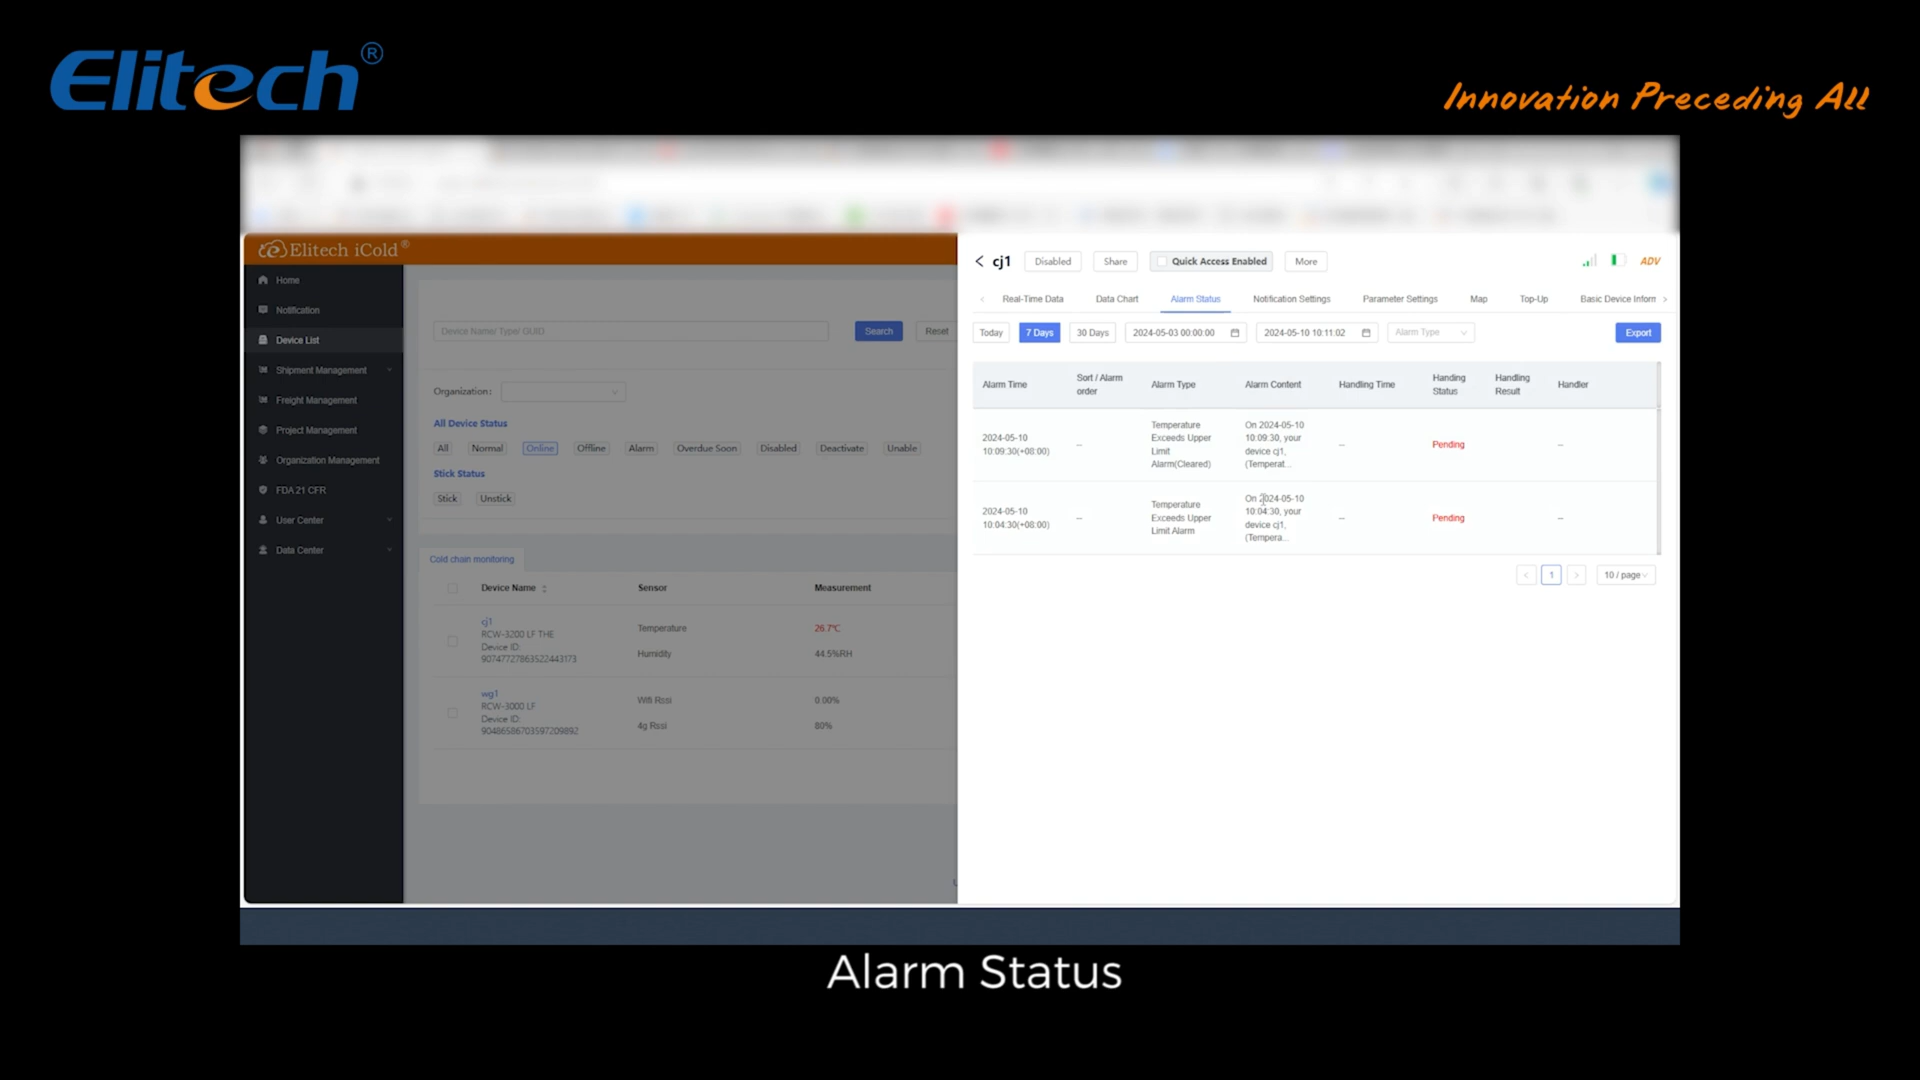 Elitech®
Innovation Preceding All
Elitech iCold®
Home
Notification
Device List
Shipment Management
Freight Management
Project Management
Organization Management
FDA 21 CFR
User Center
Data Center
Device Name/ Type/ GUID
Search
Reset
Organization:
All Device Status
All
Normal
Online
Offline
Alarm
Overdue Soon
Disabled
Deactivate
Unable
Stick Status
Stick
Unstick
Cold chain monitoring
Device Name
Sensor
Measurement
cj1
RCW-3200 LF THE
Device ID:
90747727863522443173
Temperature
26.7℃
Humidity
44.5%RH
wg1
RCW-3000 LF
Device ID:
90486586703597209892
Wifi Rssi
0.00%
4g Rssi
80%
< cj1
Disabled
Share
Quick Access Enabled
More
ADV
Real-Time Data
Data Chart
Alarm Status
Notification Settings
Parameter Settings
Map
Top-Up
Basic Device Inform
Today
7 Days
30 Days
2024-05-03 00:00:00
2024-05-10 10:11:02
Alarm Type
Export
Alarm Time
Sort / Alarm
order
Alarm Type
Alarm Content
Handling Time
Handing
Status
Handling
Result
Handler
2024-05-10
10:09:30(+08:00)
--
Temperature
Exceeds Upper
Limit
Alarm(Cleared)
On 2024-05-10
10:09:30, your
device cj1,
(Temperat...
--
Pending
--
2024-05-10
10:04:30(+08:00)
--
Temperature
Exceeds Upper
Limit Alarm
On 2024-05-10
10:04:30, your
device cj1,
(Tempera...
--
Pending
--
< 1 >
10 / page
Alarm Status